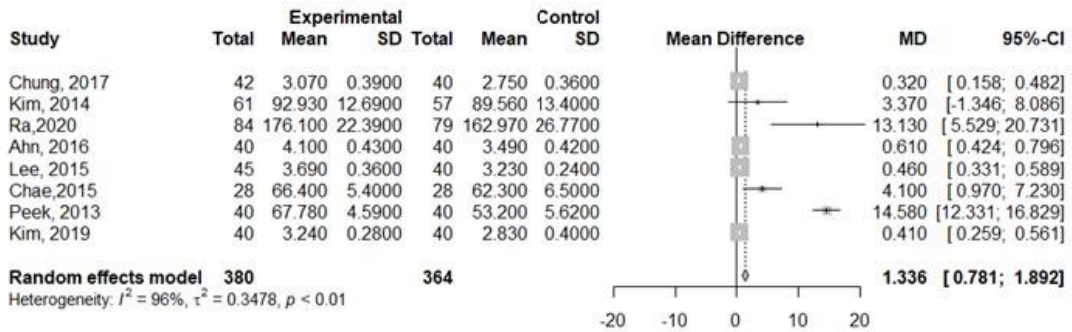 Experimental Control
Study Total Mean SD Total Mean SD Mean Difference MD 95%-CI
Chung, 2017 42 3.070 0.3900 40 2.750 0.3600 0.320 [ 0.158; 0.482]
Kim, 2014 61 92.930 12.6900 57 89.560 13.4000 3.370 [-1.346; 8.086]
Ra,2020 84 176.100 22.3900 79 162.970 26.7700 13.130 [ 5.529; 20.731]
Ahn, 2016 40 4.100 0.4300 40 3.490 0.4200 0.610 [ 0.424; 0.796]
Lee, 2015 45 3.690 0.3600 40 3.230 0.2400 0.460 [ 0.331; 0.589]
Chae,2015 28 66.400 5.4000 28 62.300 6.5000 4.100 [ 0.970; 7.230]
Peek, 2013 40 67.780 4.5900 40 53.200 5.6200 14.580 [12.331; 16.829]
Kim, 2019 40 3.240 0.2800 40 2.830 0.4000 0.410 [ 0.259; 0.561]
Random effects model 380 364 1.336 [ 0.781; 1.892]
Heterogeneity: I² = 96%, τ² = 0.3478, p < 0.01
-20 -10 0 10 20